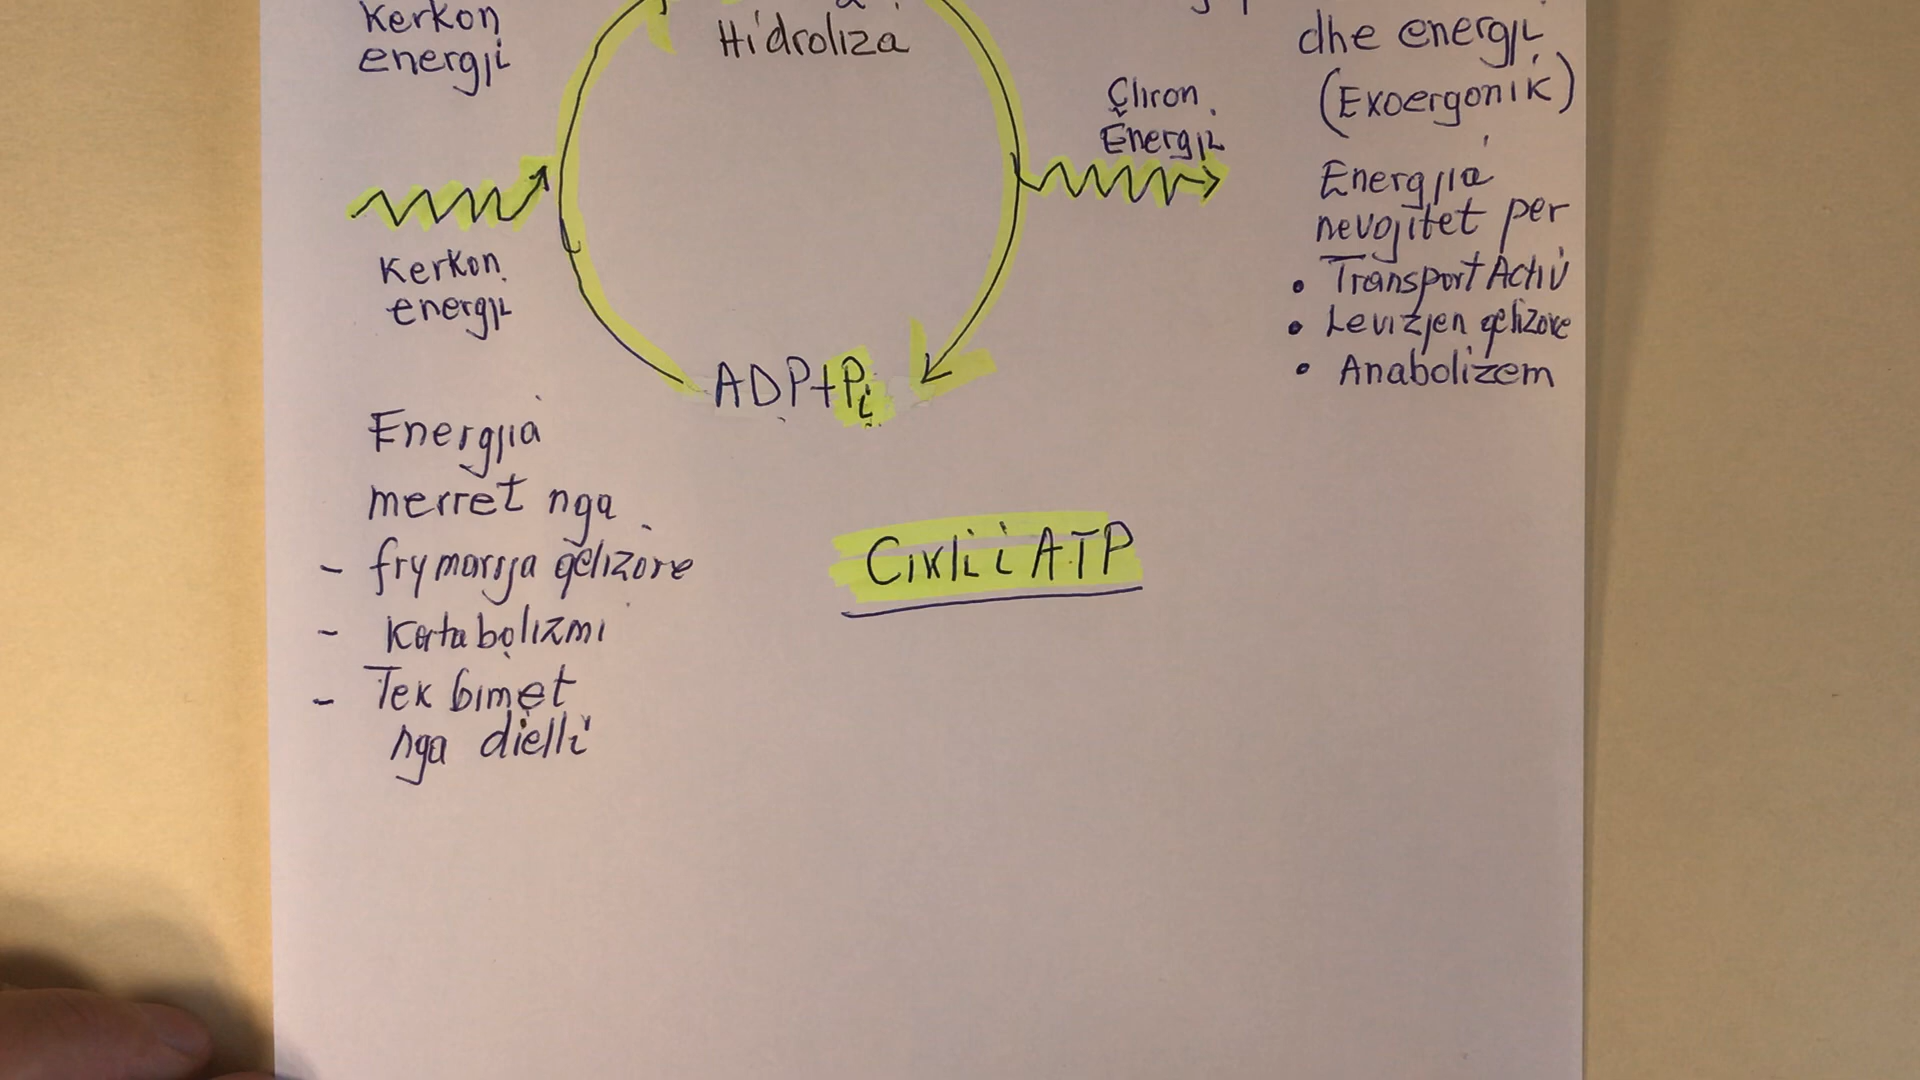 Kerkon
energji
Hidroliza
dhe energji
(Exoergonik)
Çliron
Energji
Kerkon
energji
ADP+Pi
Energjia
nevojitet per
• Transport Activ
• Levizjen qelizore
• Anabolizem
Energjia
merret nga
- frymarrja qelizore
- Katabolizmi
- Tek bimet
nga dielli
Cikli i ATP